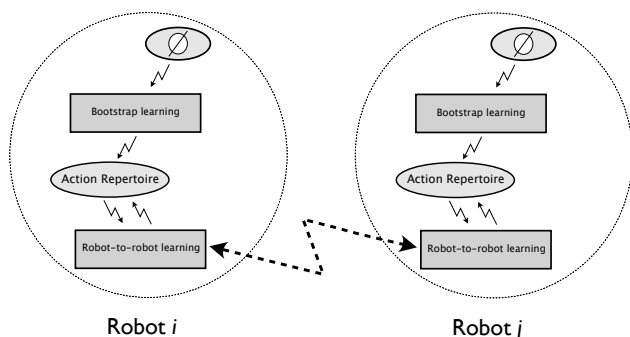 Bootstrap learning
Action Repertoire
Robot-to-robot learning
Robot i
Bootstrap learning
Action Repertoire
Robot-to-robot learning
Robot j